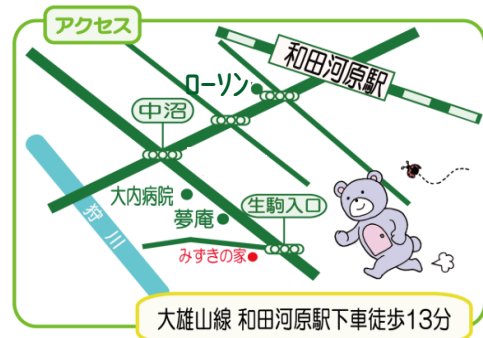 アクセス
和田河原駅
ローソン
中沼
大内病院
夢庵
生駒入口
みずきの家
狩川
大雄山線 和田河原駅下車徒歩13分